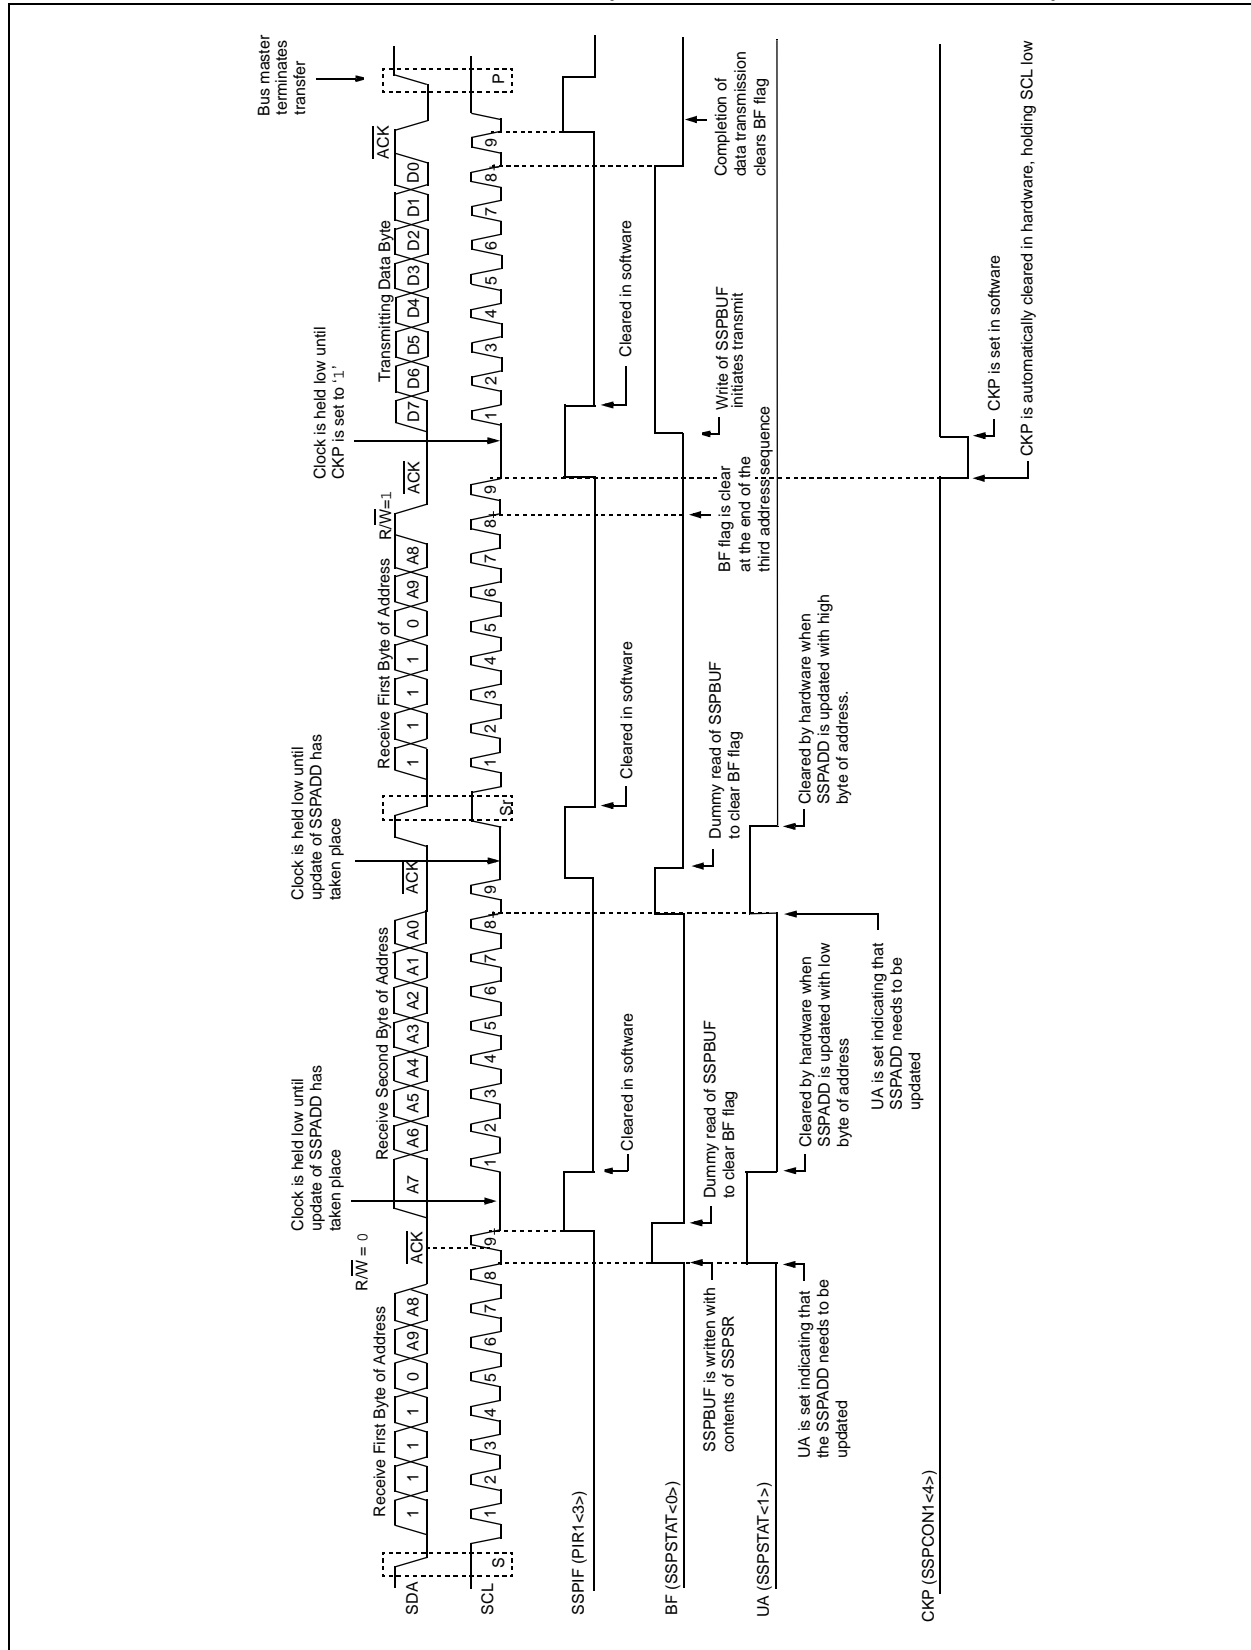 Bus master
terminates
transfer
Clock is held low until
CKP is set to ‘1’
Clock is held low until
update of SSPADD has
taken place
Clock is held low until
update of SSPADD has
taken place
R/W = 0
Receive First Byte of Address
ACK
Receive Second Byte of Address
ACK
Receive First Byte of Address
R/W=1
ACK
Transmitting Data Byte
ACK
SDA
1 1 1 1 0 A9 A8
A7 A6 A5 A4 A3 A2 A1 A0
1 1 1 1 0 A9 A8
D7 D6 D5 D4 D3 D2 D1 D0
SCL
S
1 2 3 4 5 6 7 8 9
1 2 3 4 5 6 7 8 9
Sr
1 2 3 4 5 6 7 8 9
1 2 3 4 5 6 7 8 9
P
SSPIF (PIR1<3>)
Cleared in software
Cleared in software
Cleared in software
BF (SSPSTAT<0>)
SSPBUF is written with
contents of SSPSR
Dummy read of SSPBUF
to clear BF flag
Dummy read of SSPBUF
to clear BF flag
BF flag is clear
at the end of the
third address sequence
Write of SSPBUF
initiates transmit
Completion of
data transmission
clears BF flag
UA (SSPSTAT<1>)
UA is set indicating that
the SSPADD needs to be
updated
Cleared by hardware when
SSPADD is updated with low
byte of address
UA is set indicating that
SSPADD needs to be
updated
Cleared by hardware when
SSPADD is updated with high
byte of address.
CKP (SSPCON1<4>)
CKP is set in software
CKP is automatically cleared in hardware, holding SCL low